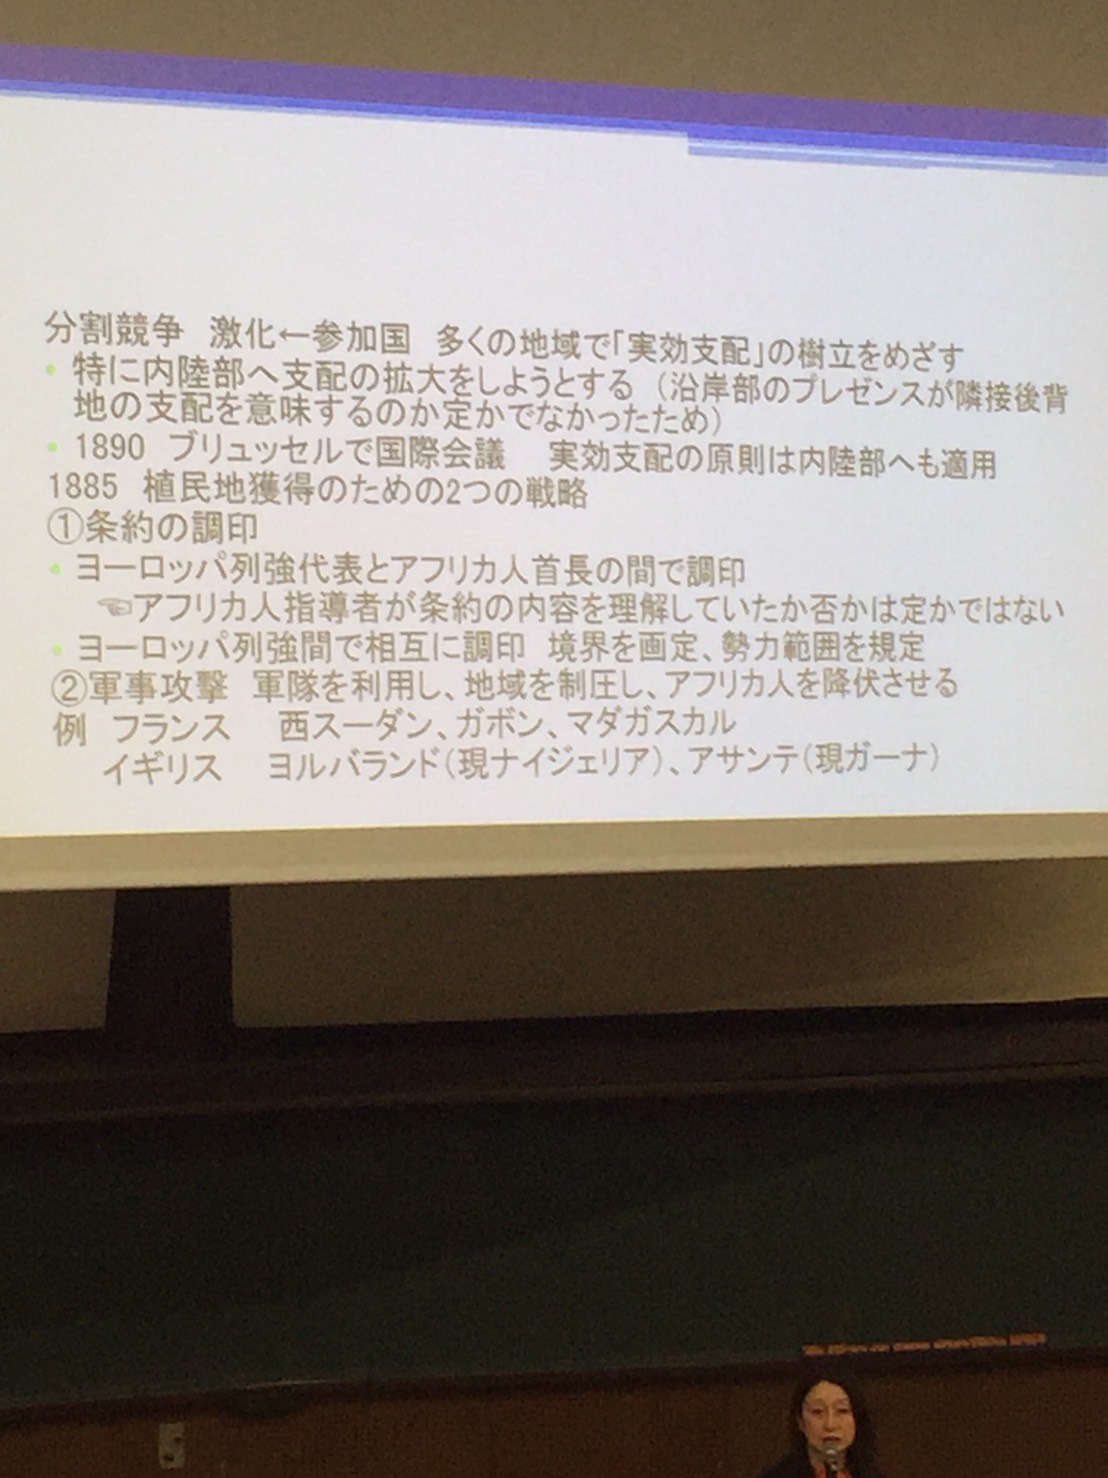 分割競争 激化←参加国 多くの地域で「実効支配」の樹立をめざす
• 特に内陸部へ支配の拡大をしようとする (沿岸部のプレゼンスが隣接後背
地の支配を意味するのか定かでなかったため)
• 1890 ブリュッセルで国際会議 実効支配の原則は内陸部へも適用
1885 植民地獲得のための2つの戦略
①条約の調印
• ヨーロッパ列強代表とアフリカ人首長の間で調印
☜アフリカ人指導者が条約の内容を理解していたか否かは定かではない
• ヨーロッパ列強間で相互に調印 境界を画定、勢力範囲を規定
②軍事攻撃 軍隊を利用し、地域を制圧し、アフリカ人を降伏させる
例 フランス 西スーダン、ガボン、マダガスカル
イギリス ヨルバランド(現ナイジェリア)、アサンテ(現ガーナ)